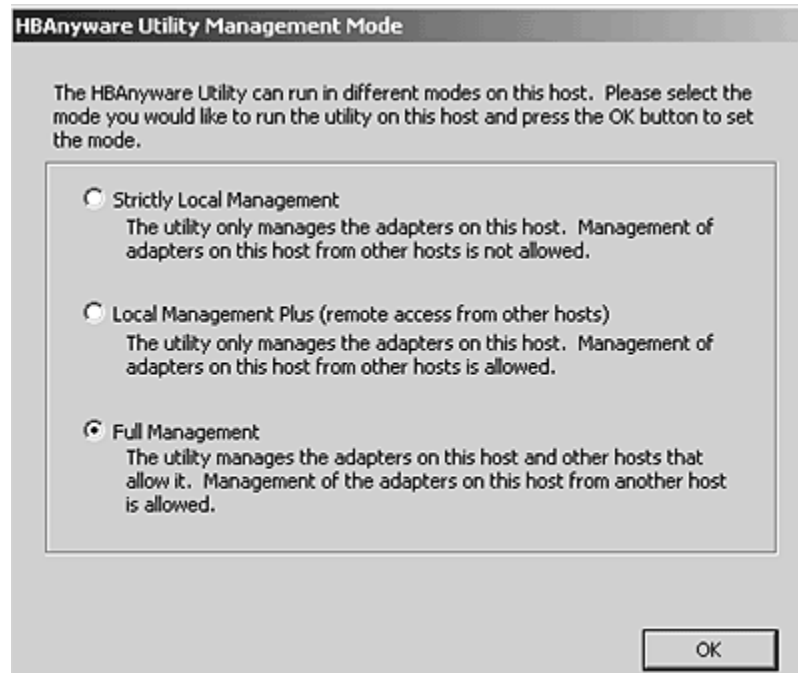 HBAnyware Utility Management Mode
The HBAnyware Utility can run in different modes on this host. Please select the
mode you would like to run the utility on this host and press the OK button to set
the mode.
Strictly Local Management
The utility only manages the adapters on this host. Management of
adapters on this host from other hosts is not allowed.
Local Management Plus (remote access from other hosts)
The utility only manages the adapters on this host. Management of
adapters on this host from other hosts is allowed.
Full Management
The utility manages the adapters on this host and other hosts that
allow it. Management of the adapters on this host from another host
is allowed.
OK